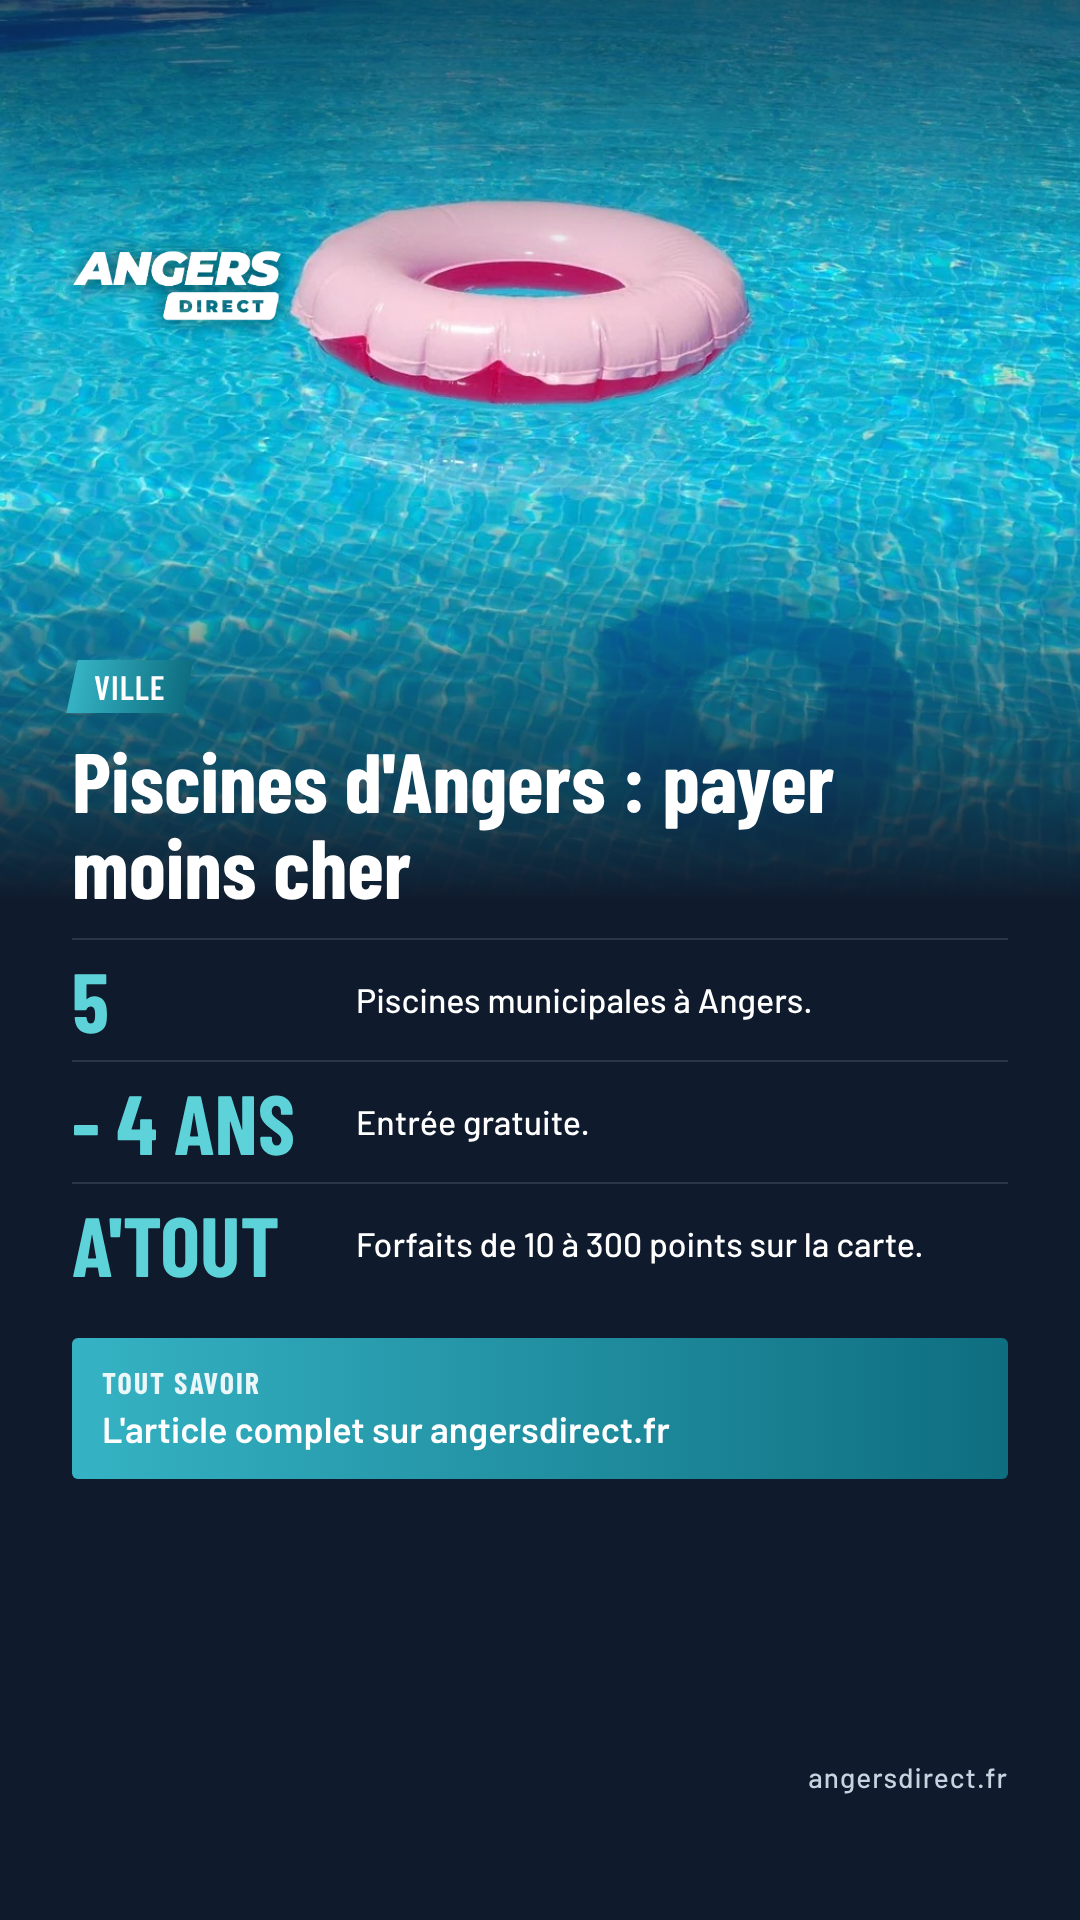 ANGERS
DIRECT
VILLE
Piscines d'Angers : payer
moins cher
5
Piscines municipales à Angers.
- 4 ANS
Entrée gratuite.
A'TOUT
Forfaits de 10 à 300 points sur la carte.
TOUT SAVOIR
L'article complet sur angersdirect.fr
angersdirect.fr